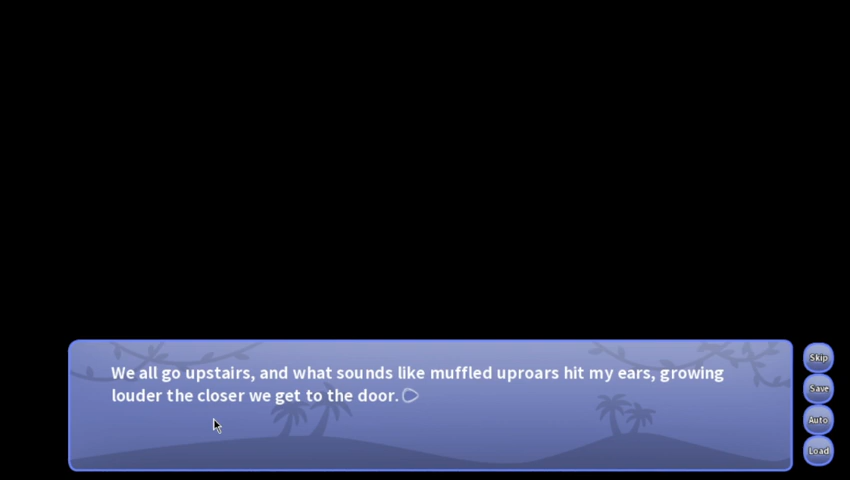 We all go upstairs, and what sounds like muffled uproars hit my ears, growing
louder the closer we get to the door.
Skip
Save
Auto
Load